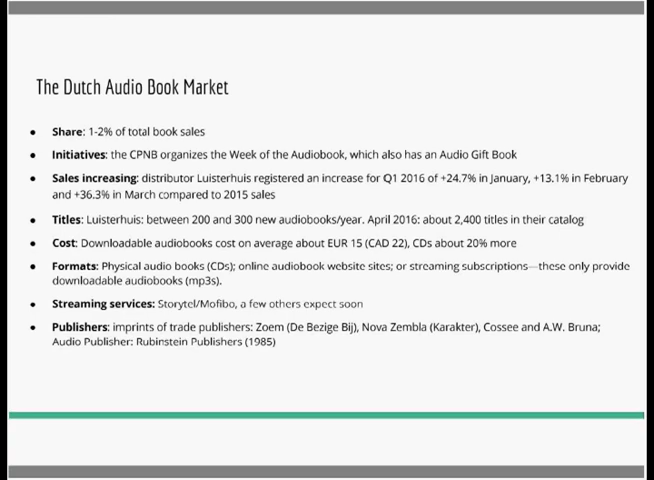 The Dutch Audio Book Market
● Share: 1-2% of total book sales
● Initiatives: the CPNB organizes the Week of the Audiobook, which also has an Audio Gift Book
● Sales increasing: distributor Luisterhuis registered an increase for Q1 2016 of +24.7% in January, +13.1% in February
and +36.3% in March compared to 2015 sales
● Titles: Luisterhuis: between 200 and 300 new audiobooks/year. April 2016: about 2,400 titles in their catalog
● Cost: Downloadable audiobooks cost on average about EUR 15 (CAD 22), CDs about 20% more
● Formats: Physical audio books (CDs); online audiobook website sites; or streaming subscriptions—these only provide
downloadable audiobooks (mp3s).
● Streaming services: Storytel/Mofibo, a few others expect soon
● Publishers: imprints of trade publishers: Zoem (De Bezige Bij), Nova Zembla (Karakter), Cossee and A.W. Bruna;
Audio Publisher: Rubinstein Publishers (1985)